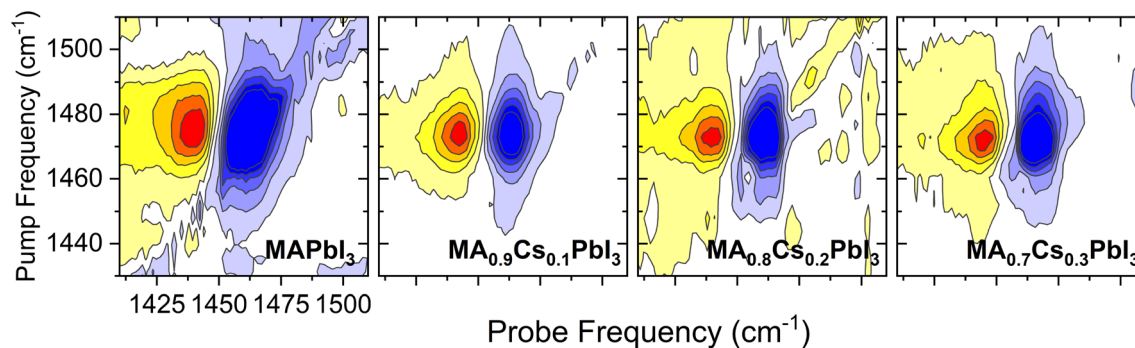 Pump Frequency (cm⁻¹)
1500
1480
1460
1440
MAPbI₃
MA₀.₉Cs₀.₁PbI₃
MA₀.₈Cs₀.₂PbI₃
MA₀.₇Cs₀.₃PbI₃
1425 1450 1475 1500
Probe Frequency (cm⁻¹)